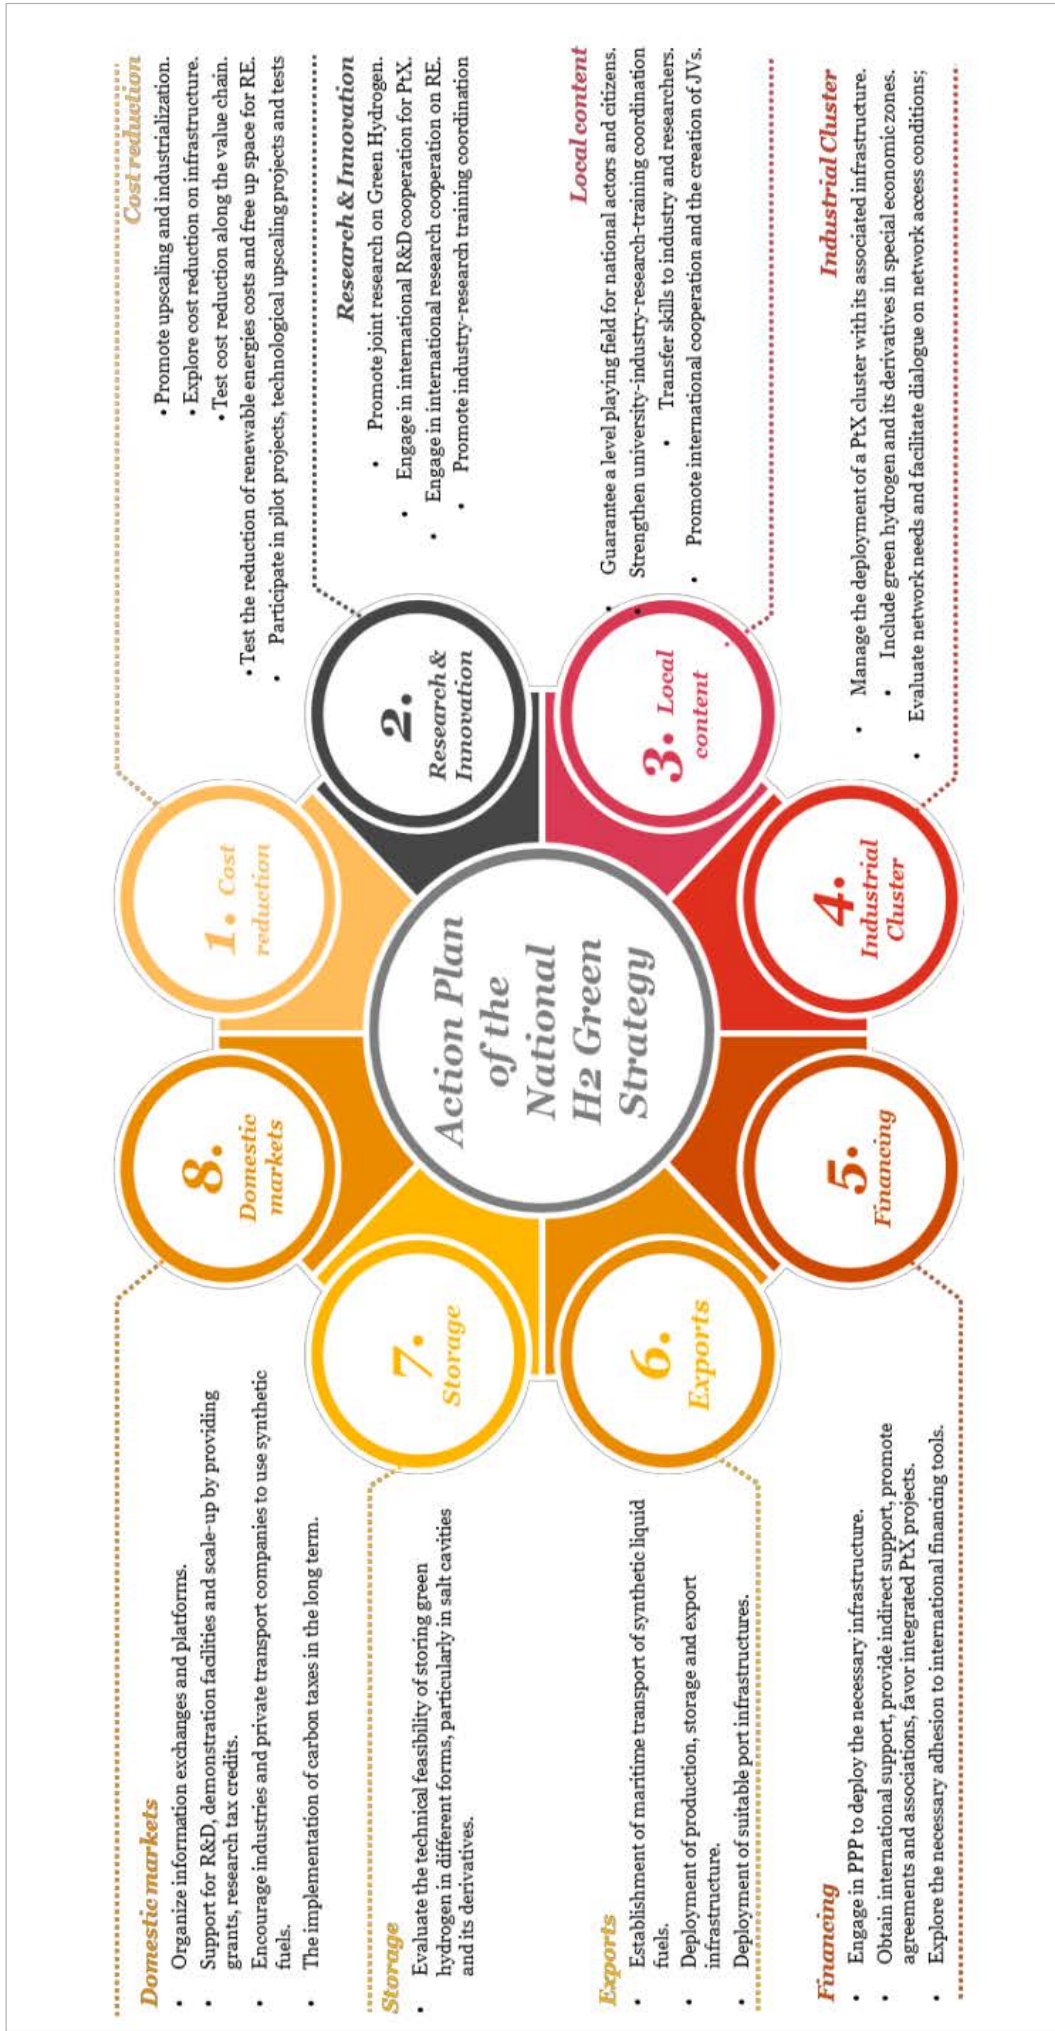 Action Plan
of the
National
H2 Green
Strategy
1. Cost
reduction
2.
Research &
Innovation
3. Local
content
4.
Industrial
Cluster
5.
Financing
6.
Exports
7.
Storage
8.
Domestic
markets
Cost reduction
• Promote upscaling and industrialization.
• Explore cost reduction on infrastructure.
• Test cost reduction along the value chain.
• Test the reduction of renewable energies costs and free up space for RE.
• Participate in pilot projects, technological upscaling projects and tests
Research & Innovation
• Promote joint research on Green Hydrogen.
• Engage in international R&D cooperation for PtX.
• Engage in international research cooperation on RE.
• Promote industry-research training coordination
Local content
• Guarantee a level playing field for national actors and citizens.
• Strengthen university-industry-research-training coordination
• Transfer skills to industry and researchers.
• Promote international cooperation and the creation of JVs.
Industrial Cluster
• Manage the deployment of a PtX cluster with its associated infrastructure.
• Include green hydrogen and its derivatives in special economic zones.
• Evaluate network needs and facilitate dialogue on network access conditions;
Domestic markets
• Organize information exchanges and platforms.
• Support for R&D, demonstration facilities and scale-up by providing
grants, research tax credits.
• Encourage industries and private transport companies to use synthetic
fuels.
• The implementation of carbon taxes in the long term.
Storage
• Evaluate the technical feasibility of storing green
hydrogen in different forms, particularly in salt cavities
and its derivatives.
Exports
• Establishment of maritime transport of synthetic liquid
fuels.
• Deployment of production, storage and export
infrastructure.
• Deployment of suitable port infrastructures.
Financing
• Engage in PPP to deploy the necessary infrastructure.
• Obtain international support, provide indirect support, promote
agreements and associations, favor integrated PtX projects.
• Explore the necessary adhesion to international financing tools.